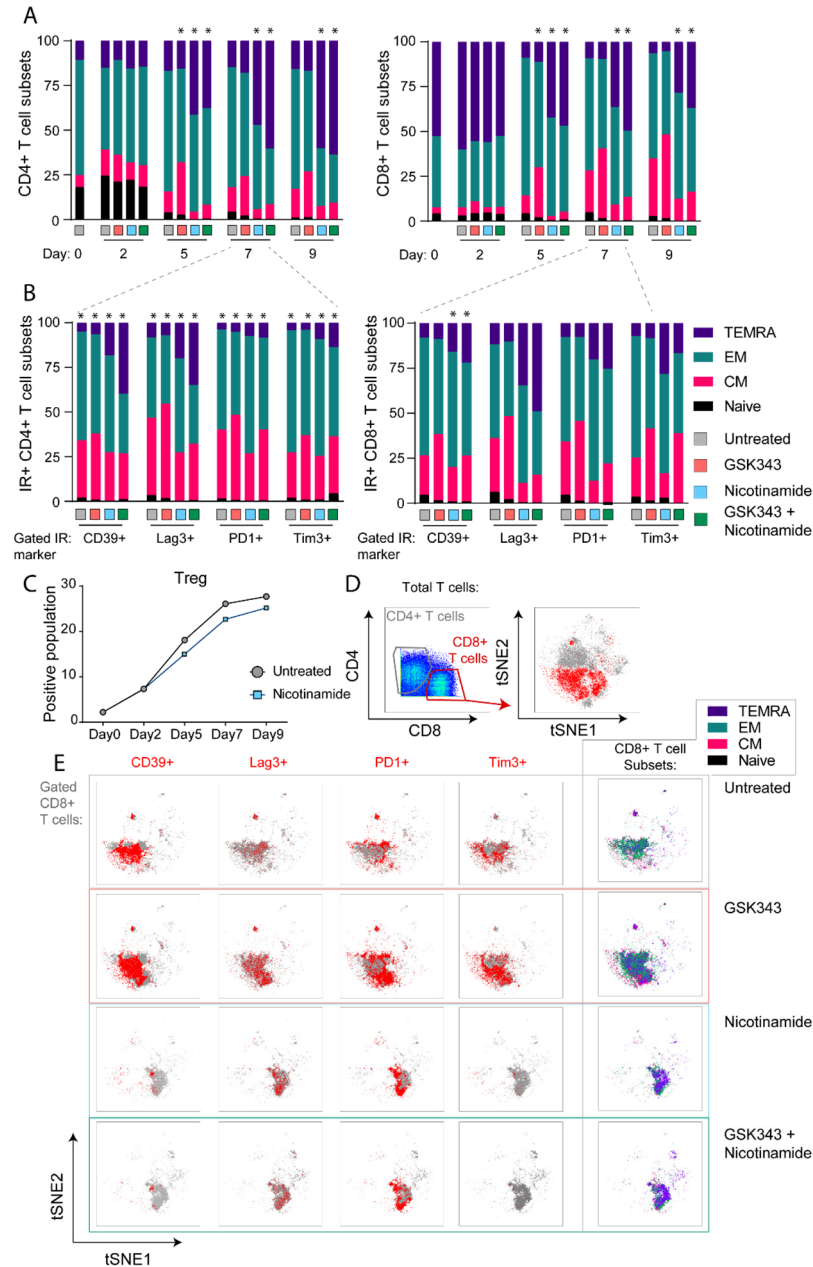 A
* * * * * * *
100
75
50
25
0
CD4+ T cell subsets
Day: 0 2 5 7 9
* * * * * * *
100
75
50
25
0
CD8+ T cell subsets
0 2 5 7 9
B
* * * * * * * * * * * * * * * *
100
75
50
25
0
IR+ CD4+ T cell subsets
Gated IR: CD39+ Lag3+ PD1+ Tim3+
marker
* *
100
75
50
25
0
IR+ CD8+ T cell subsets
Gated IR: CD39+ Lag3+ PD1+ Tim3+
marker
TEMRA
EM
CM
Naive
Untreated
GSK343
Nicotinamide
GSK343 +
Nicotinamide
C
Treg
30
20
10
0
Positive population
Untreated
Nicotinamide
Day0 Day2 Day5 Day7 Day9
D
Total T cells:
CD4+ T cells
CD8+
T cells
CD4
CD8
tSNE2
tSNE1
TEMRA
EM
CM
Naive
E
CD39+ Lag3+ PD1+ Tim3+
CD8+ T cell
Subsets:
Gated
CD8+
T cells:
Untreated
GSK343
Nicotinamide
GSK343 +
Nicotinamide
tSNE2
tSNE1